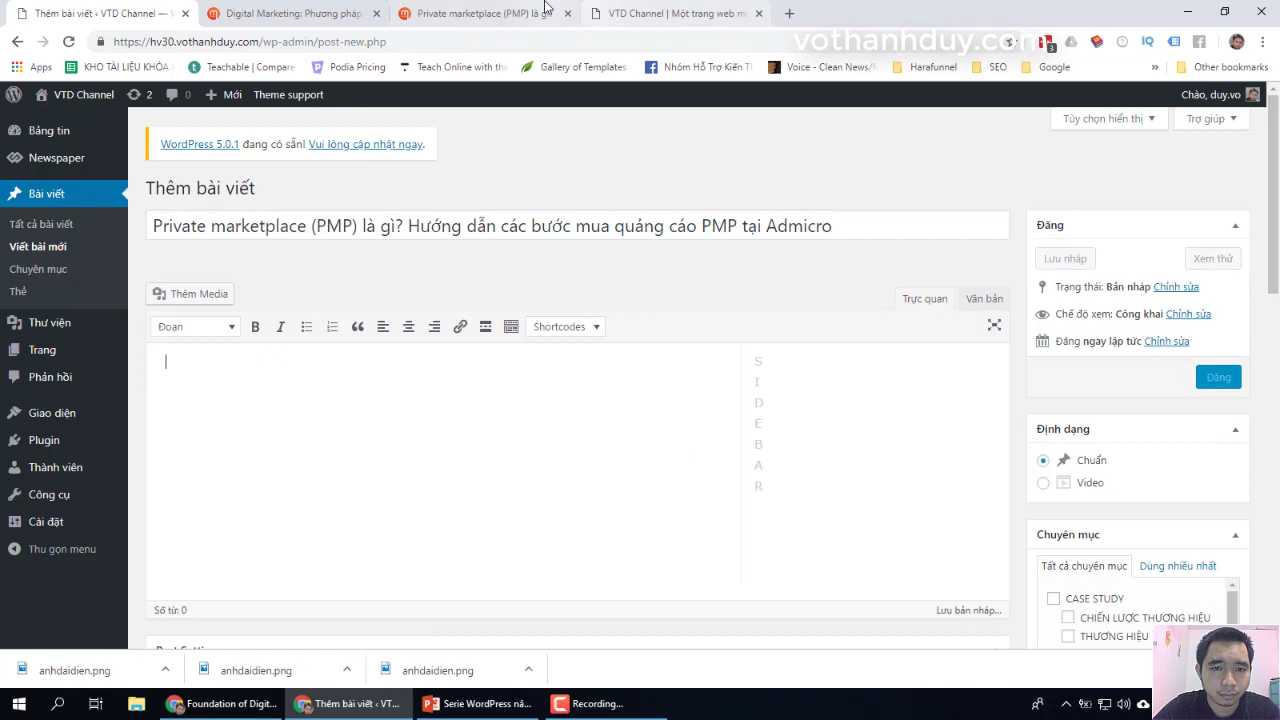 Thêm bài viết ‹ VTD Channel —
Digital Marketing: Phương pháp
Private marketplace (PMP) là gì
VTD Channel | Một trang web m
https://hv30.vothanhduy.com/wp-admin/post-new.php
vothanhduy.com
Apps
KHO TÀI LIỆU KHÓA
Teachable | Compare
Podia Pricing
Teach Online with the
Gallery of Templates
Nhóm Hỗ Trợ Kiến T
Voice - Clean News/
Harafunnel
SEO
Google
»
Other bookmarks
VTD Channel
2
0
Mới
Theme support
Chào, duy.vo
Bảng tin
Newspaper
Bài viết
Tất cả bài viết
Viết bài mới
Chuyên mục
Thẻ
Thư viện
Trang
Phản hồi
Giao diện
Plugin
Thành viên
Công cụ
Cài đặt
Thu gọn menu
Tùy chọn hiển thị
Trợ giúp
WordPress 5.0.1 đang có sẵn! Vui lòng cập nhật ngay.
Thêm bài viết
Private marketplace (PMP) là gì? Hướng dẫn các bước mua quảng cáo PMP tại Admicro
Thêm Media
Trực quan
Văn bản
Đoạn
B
I
Shortcodes
S
I
D
E
B
A
R
Số từ: 0
Lưu bản nháp...
Đăng
Lưu nháp
Xem thử
Trạng thái: Bản nháp Chỉnh sửa
Chế độ xem: Công khai Chỉnh sửa
Đăng ngay lập tức Chỉnh sửa
Đăng
Định dạng
Chuẩn
Video
Chuyên mục
Tất cả chuyên mục
Dùng nhiều nhất
CASE STUDY
CHIẾN LƯỢC THƯƠNG HIỆU
THƯƠNG HIỆU
anhdaidien.png
anhdaidien.png
anhdaidien.png
Foundation of Digit...
Thêm bài viết ‹ VT...
Serie WordPress nâ...
Recording...